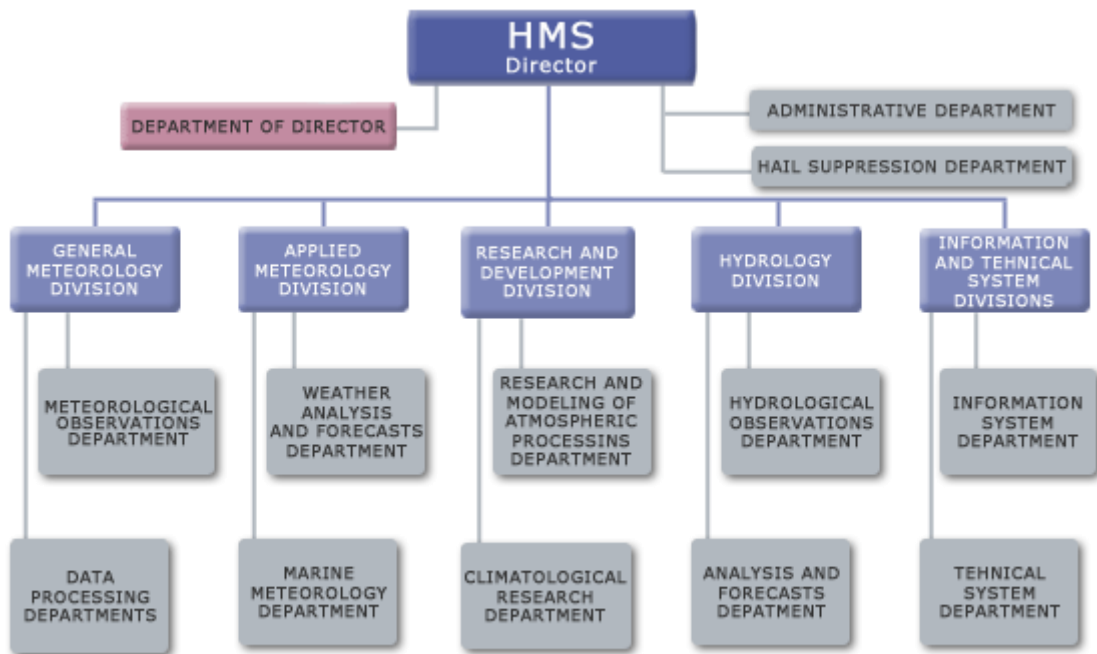 HMS
Director
DEPARTMENT OF DIRECTOR
ADMINISTRATIVE DEPARTMENT
HAIL SUPPRESSION DEPARTMENT
GENERAL
METEOROLOGY
DIVISION
APPLIED
METEOROLOGY
DIVISION
RESEARCH AND
DEVELOPMENT
DIVISION
HYDROLOGY
DIVISION
INFORMATION
AND TEHNICAL
SYSTEM
DIVISIONS
METEOROLOGICAL
OBSERVATIONS
DEPARTMENT
WEATHER
ANALYSIS
AND FORECASTS
DEPARTMENT
RESEARCH AND
MODELING OF
ATMOSPHERIC
PROCESSINS
DEPARTMENT
HYDROLOGICAL
OBSERVATIONS
DEPARTMENT
INFORMATION
SYSTEM
DEPARTMENT
DATA
PROCESSING
DEPARTMENTS
MARINE
METEOROLOGY
DEPARTMENT
CLIMATOLOGICAL
RESEARCH
DEPARTMENT
ANALYSIS AND
FORECASTS
DEPATMENT
TEHNICAL
SYSTEM
DEPARTMENT